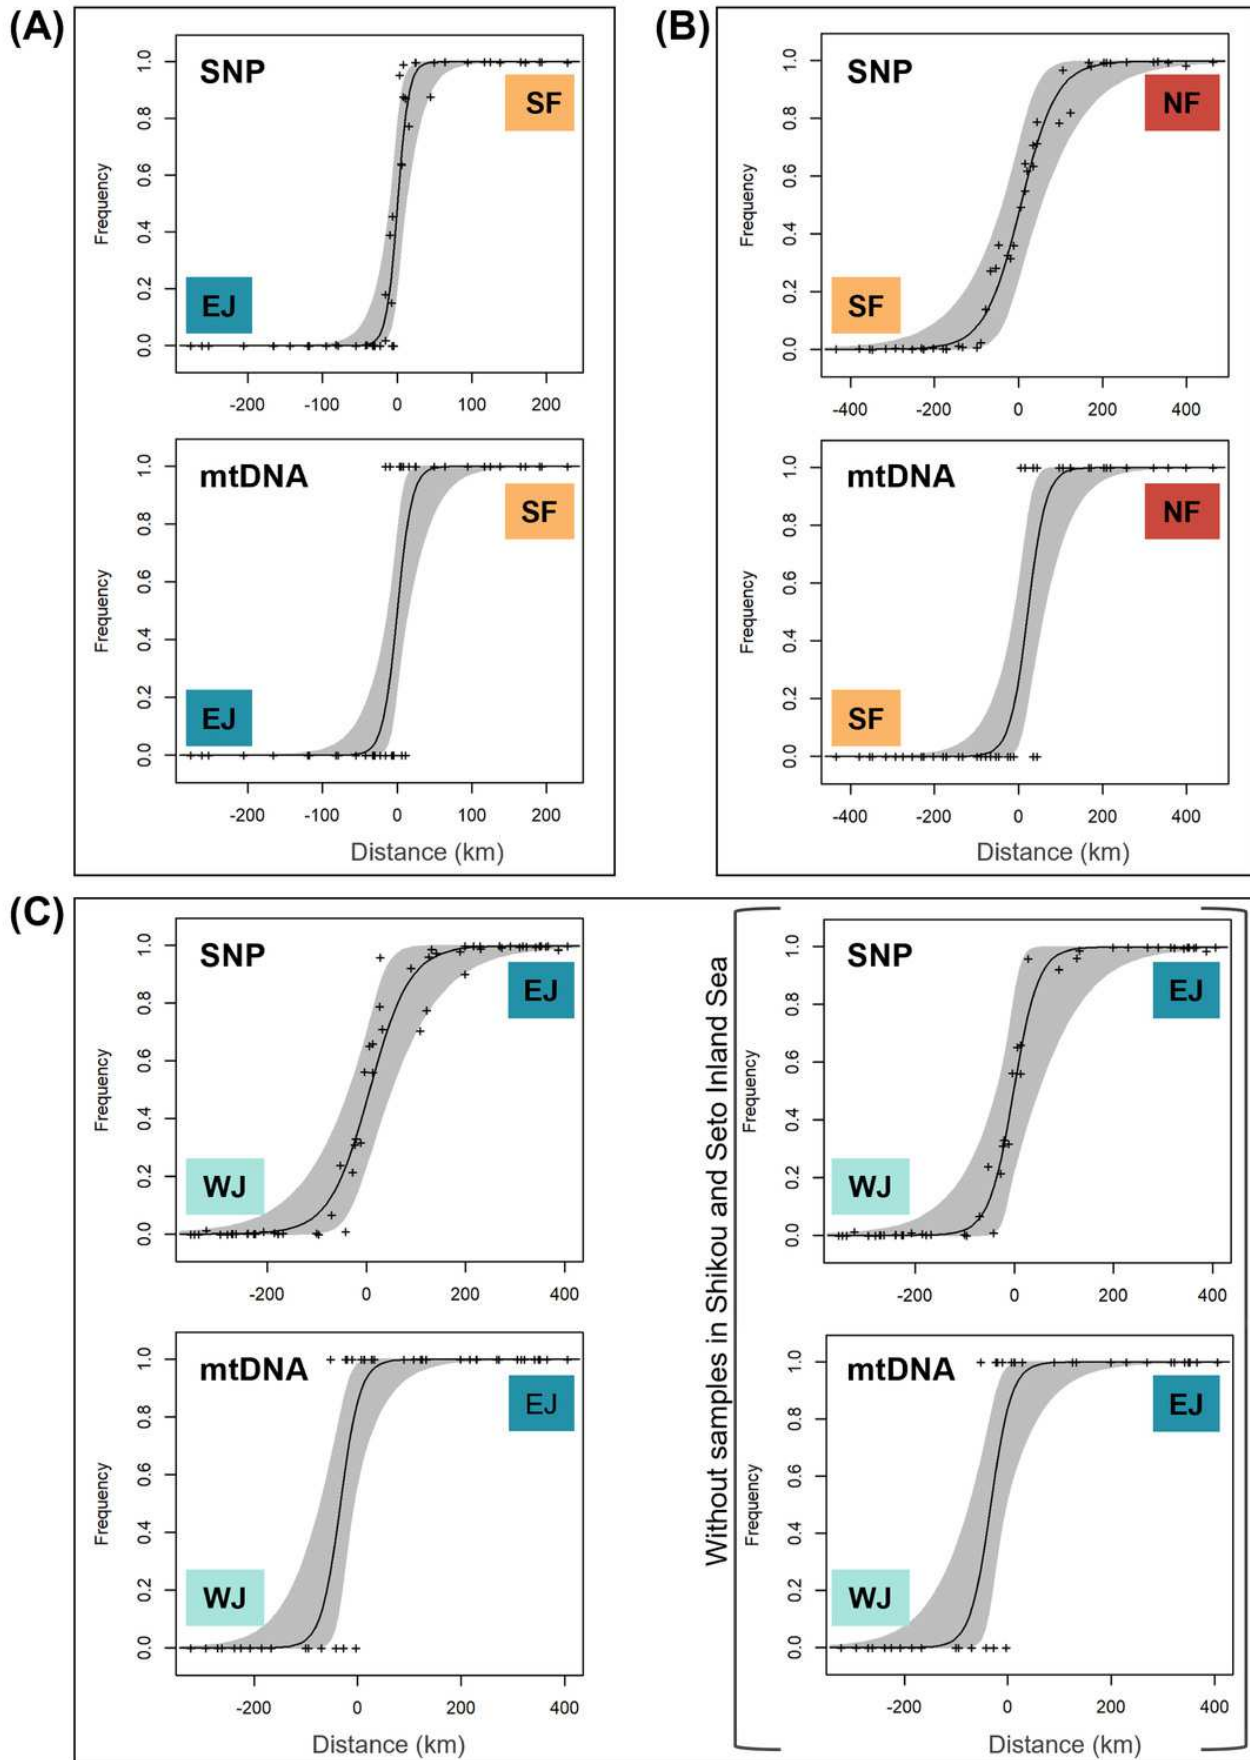 (A)
SNP
SF
EJ
Frequency
0.0 0.2 0.4 0.6 0.8 1.0
-200 -100 0 100 200
mtDNA
SF
EJ
Frequency
0.0 0.2 0.4 0.6 0.8 1.0
-200 -100 0 100 200
Distance (km)
(B)
SNP
NF
SF
Frequency
0.0 0.2 0.4 0.6 0.8 1.0
-400 -200 0 200 400
mtDNA
NF
SF
Frequency
0.0 0.2 0.4 0.6 0.8 1.0
-400 -200 0 200 400
Distance (km)
(C)
SNP
EJ
WJ
Frequency
0.0 0.2 0.4 0.6 0.8 1.0
-200 0 200 400
mtDNA
EJ
WJ
Frequency
0.0 0.2 0.4 0.6 0.8 1.0
-200 0 200 400
Distance (km)
Without samples in Shikou and Seto Inland Sea
SNP
EJ
WJ
Frequency
0.0 0.2 0.4 0.6 0.8 1.0
-200 0 200 400
mtDNA
EJ
WJ
Frequency
0.0 0.2 0.4 0.6 0.8 1.0
-200 0 200 400
Distance (km)